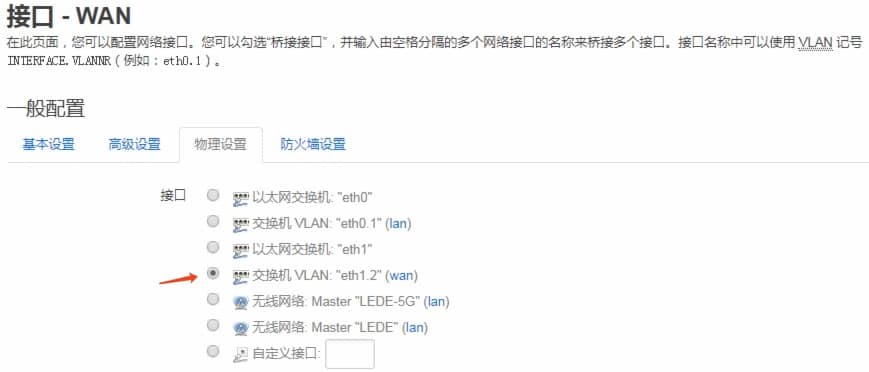 接口 - WAN
在此页面，您可以配置网络接口。您可以勾选“桥接接口”，并输入由空格分隔的多个网络接口的名称来桥接多个接口。接口名称中可以使用 VLAN 记号
INTERFACE.VLANNR（例如：eth0.1）。
一般配置
基本设置 高级设置 物理设置 防火墙设置
接口 以太网交换机: "eth0"
交换机 VLAN: "eth0.1" (lan)
以太网交换机: "eth1"
交换机 VLAN: "eth1.2" (wan)
无线网络: Master "LEDE-5G" (lan)
无线网络: Master "LEDE" (lan)
自定义接口: